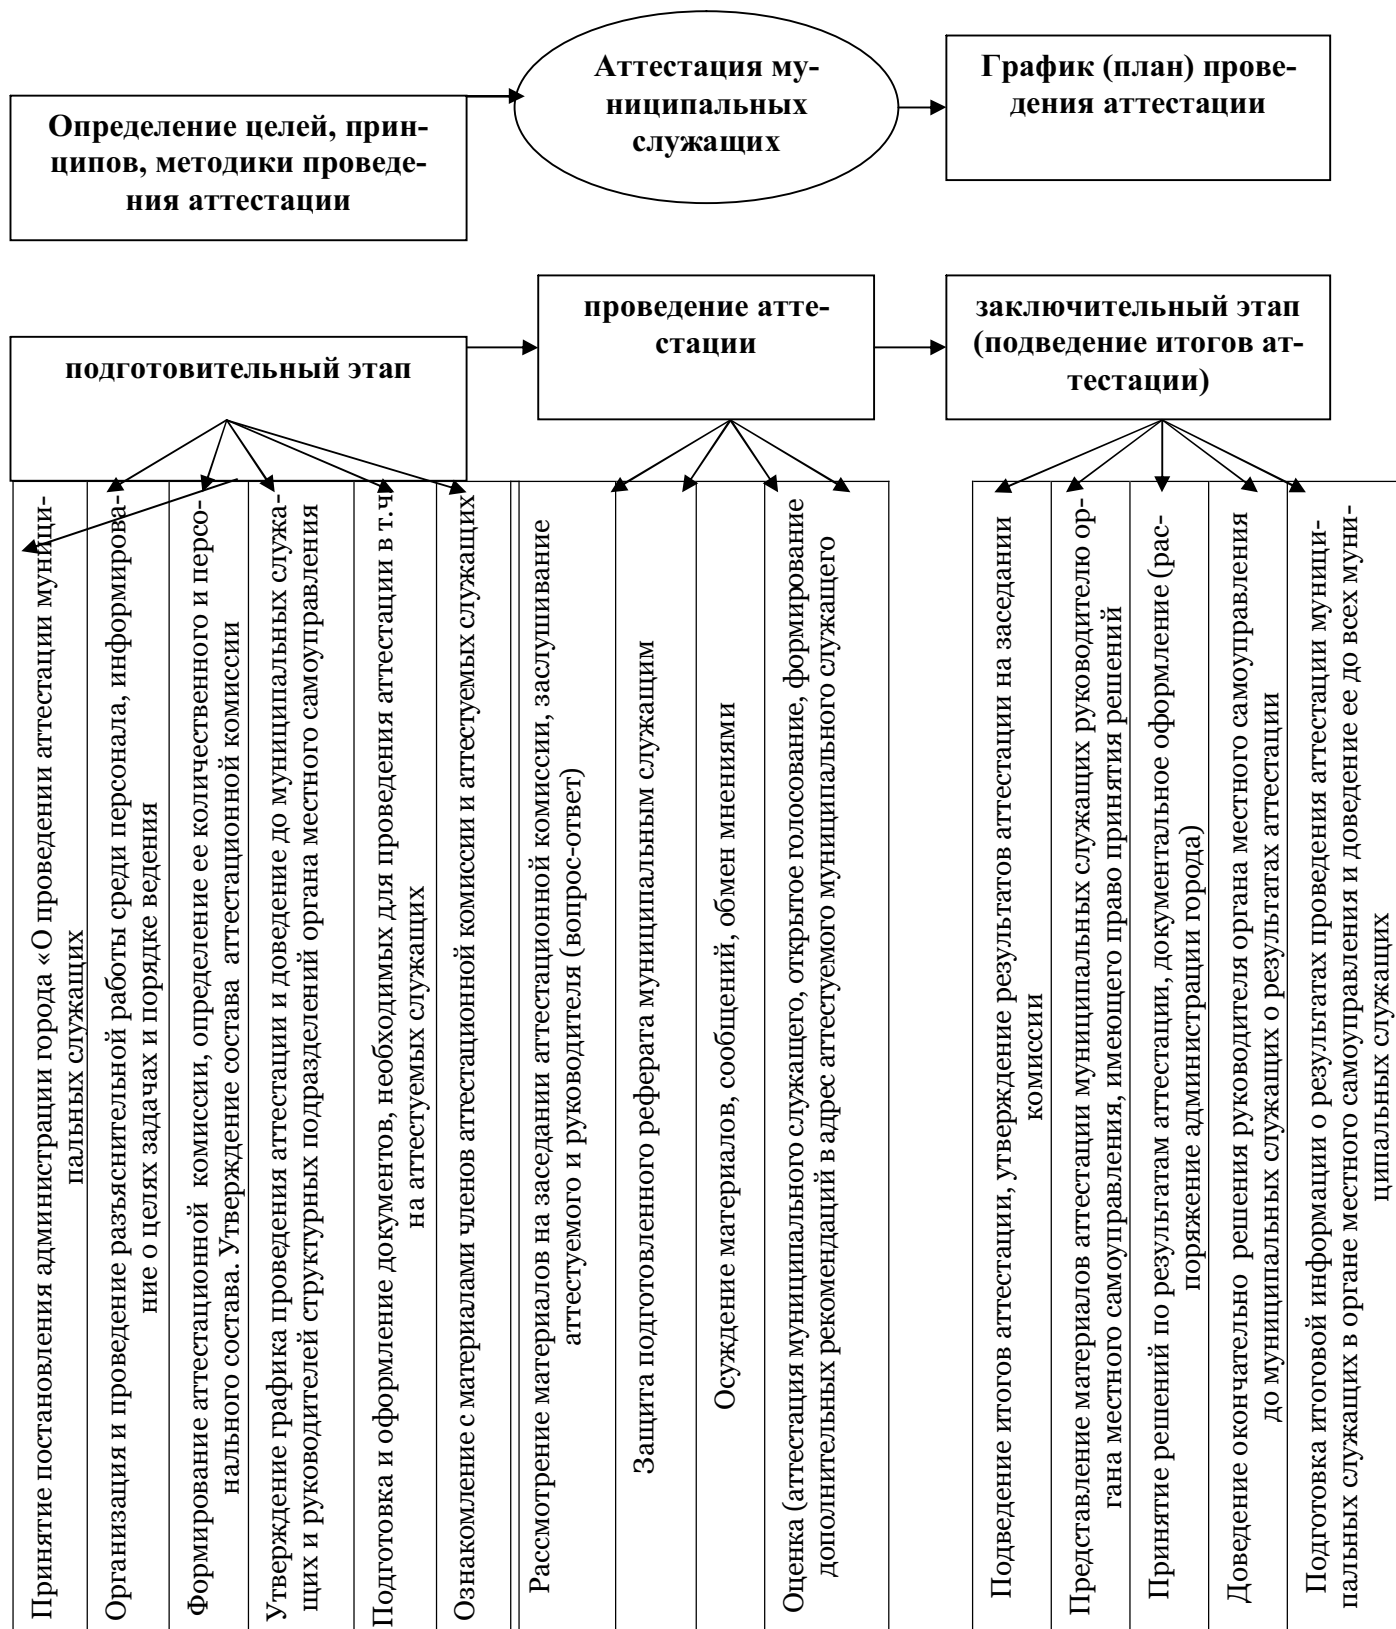 Определение целей, прин-
ципов, методики проведе-
ния аттестации
Аттестация му-
ниципальных
служащих
График (план) прове-
дения аттестации
подготовительный этап
проведение атте-
стации
заключительный этап
(подведение итогов ат-
тестации)
Принятие постановления администрации города «О проведении аттестации муници-
пальных служащих
Организация и проведение разъяснительной работы среди персонала, информирова-
ние о целях задачах и порядке ведения
Формирование аттестационной комиссии, определение ее количественного и персо-
нального состава. Утверждение состава аттестационной комиссии
Утверждение графика проведения аттестации и доведение до муниципальных служа-
щих и руководителей структурных подразделений органа местного самоуправления
Подготовка и оформление документов, необходимых для проведения аттестации в т.ч.
на аттестуемых служащих
Ознакомление с материалами членов аттестационной комиссии и аттестуемых служащих
Рассмотрение материалов на заседании аттестационной комиссии, заслушивание
аттестуемого и руководителя (вопрос-ответ)
Защита подготовленного реферата муниципальным служащим
Осуждение материалов, сообщений, обмен мнениями
Оценка (аттестация муниципального служащего, открытое голосование, формирование
дополнительных рекомендаций в адрес аттестуемого муниципального служащего
Подведение итогов аттестации, утверждение результатов аттестации на заседании
комиссии
Представление материалов аттестации муниципальных служащих руководителю ор-
гана местного самоуправления, имеющего право принятия решений
Принятие решений по результатам аттестации, документальное оформление (рас-
поряжение администрации города)
Доведение окончательно решения руководителя органа местного самоуправления
до муниципальных служащих о результатах аттестации
Подготовка итоговой информации о результатах проведения аттестации муници-
пальных служащих в органе местного самоуправления и доведение ее до всех муни-
ципальных служащих